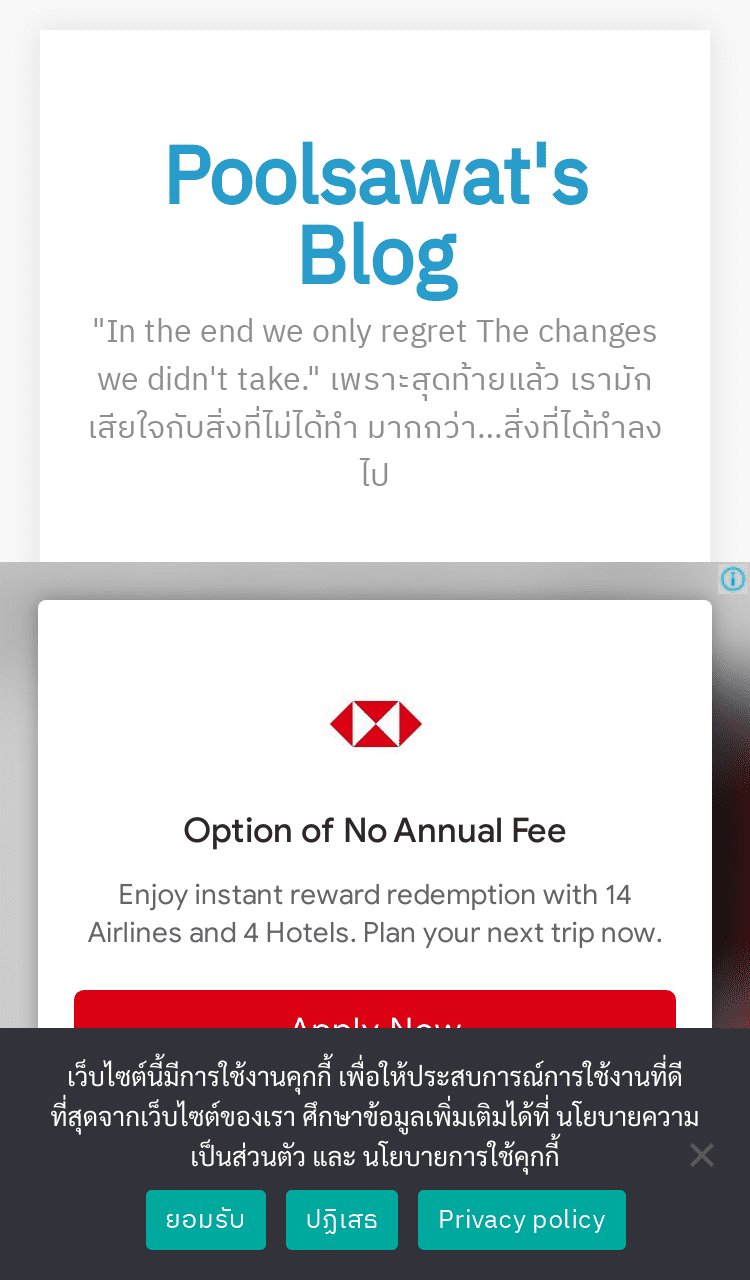 Poolsawat's
Blog
"In the end we only regret The changes
we didn't take." เพราะสุดท้ายแล้ว เรามัก
เสียใจกับสิ่งที่ไม่ได้ทำ มากกว่า...สิ่งที่ได้ทำลง
ไป
Option of No Annual Fee
Enjoy instant reward redemption with 14
Airlines and 4 Hotels. Plan your next trip now.
Apply Now
เว็บไซต์นี้มีการใช้งานคุกกี้ เพื่อให้ประสบการณ์การใช้งานที่ดี
ที่สุดจากเว็บไซต์ของเรา ศึกษาข้อมูลเพิ่มเติมได้ที่ นโยบายความ
เป็นส่วนตัว และ นโยบายการใช้คุกกี้
ยอมรับ ปฏิเสธ Privacy policy